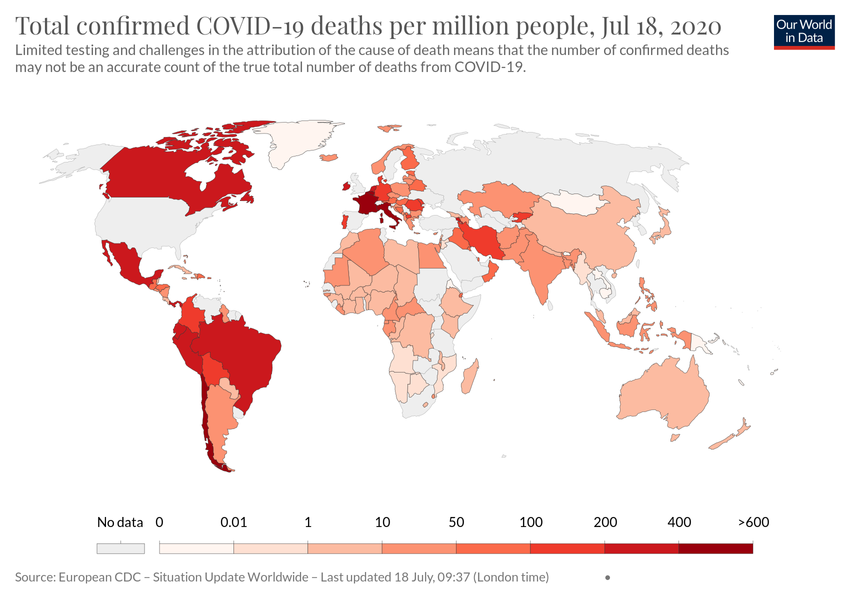 Total confirmed COVID-19 deaths per million people, Jul 18, 2020
Our World
in Data
Limited testing and challenges in the attribution of the cause of death means that the number of confirmed deaths
may not be an accurate count of the true total number of deaths from COVID-19.
No data 0 0.01 1 10 50 100 200 400 >600
Source: European CDC – Situation Update Worldwide – Last updated 18 July, 09:37 (London time) •